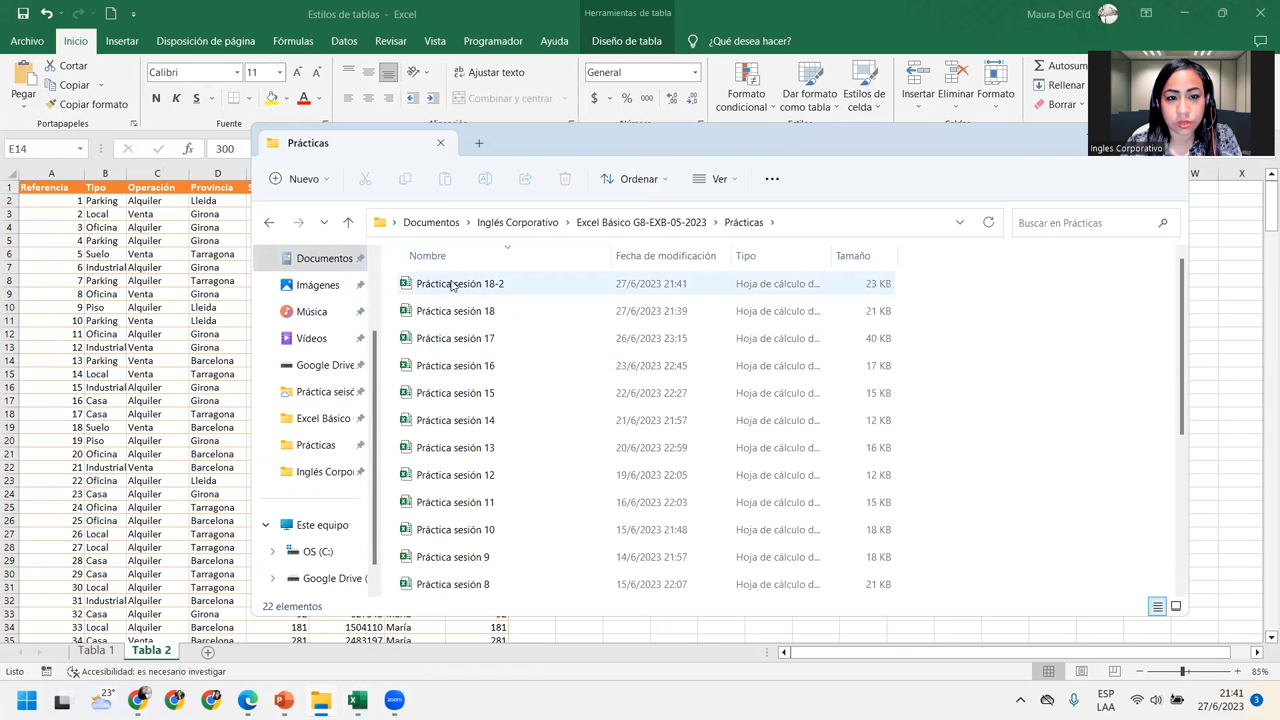 Estilos de tablas - Excel
Herramientas de tabla
Maura Del Cid
Archivo Inicio Insertar Disposición de página Fórmulas Datos Revisar Vista Programador Ayuda Diseño de tabla ¿Qué desea hacer?
Pegar
Cortar
Copiar
Copiar formato
Portapapeles
Calibri 11
N K S
Ajustar texto
Combinar y centrar
General
$ % 000
Formato condicional
Dar formato como tabla
Estilos de celda
Insertar Eliminar Formato
Autosum
Rellenar
Borrar
Ingles Corporativo
E14 300
A B C D W X
Referencia Tipo Operación Provincia
1 Parking Alquiler Lleida
2 Local Venta Girona
3 Oficina Alquiler Girona
4 Parking Alquiler Girona
5 Suelo Venta Tarragona
6 Industrial Alquiler Girona
7 Parking Alquiler Tarragona
8 Oficina Venta Girona
9 Piso Alquiler Lleida
10 Parking Venta Lleida
11 Oficina Alquiler Girona
12 Industrial Venta Girona
13 Parking Alquiler Barcelona
14 Local Venta Tarragona
15 Industrial Alquiler Girona
16 Casa Alquiler Girona
17 Casa Alquiler Tarragona
18 Suelo Venta Barcelona
19 Piso Alquiler Girona
20 Oficina Alquiler Barcelona
21 Industrial Venta Girona
22 Oficina Alquiler Lleida
23 Casa Alquiler Girona
24 Oficina Alquiler Tarragona
25 Oficina Alquiler Barcelona
26 Local Venta Lleida
27 Local Alquiler Barcelona
28 Casa Alquiler Barcelona
29 Casa Alquiler Tarragona
30 Local Alquiler Tarragona
31 Industrial Alquiler Barcelona
32 Casa Alquiler Girona
33 Local Alquiler Tarragona 181 1504110 María 181
34 Casa Venta Barcelona 281 2483197 María 281
Prácticas
Nuevo Ordenar Ver
Documentos Inglés Corporativo Excel Básico G8-EXB-05-2023 Prácticas
Buscar en Prácticas
Documentos
Imágenes
Música
Vídeos
Google Drive
Práctica seisó
Excel Básico
Prácticas
Inglés Corpor
Este equipo
OS (C:)
Google Drive (
Nombre Fecha de modificación Tipo Tamaño
Práctica sesión 18-2 27/6/2023 21:41 Hoja de cálculo d... 23 KB
Práctica sesión 18 27/6/2023 21:39 Hoja de cálculo d... 21 KB
Práctica sesión 17 26/6/2023 23:15 Hoja de cálculo d... 40 KB
Práctica sesión 16 23/6/2023 22:45 Hoja de cálculo d... 17 KB
Práctica sesión 15 22/6/2023 22:27 Hoja de cálculo d... 15 KB
Práctica sesión 14 21/6/2023 21:57 Hoja de cálculo d... 12 KB
Práctica sesión 13 20/6/2023 22:59 Hoja de cálculo d... 16 KB
Práctica sesión 12 19/6/2023 22:05 Hoja de cálculo d... 12 KB
Práctica sesión 11 16/6/2023 22:03 Hoja de cálculo d... 15 KB
Práctica sesión 10 15/6/2023 21:48 Hoja de cálculo d... 18 KB
Práctica sesión 9 14/6/2023 21:57 Hoja de cálculo d... 18 KB
Práctica sesión 8 15/6/2023 22:07 Hoja de cálculo d... 21 KB
22 elementos
Tabla 1 Tabla 2
Listo Accesibilidad: es necesario investigar 85%
23°
ESP
LAA
21:41
27/6/2023
3